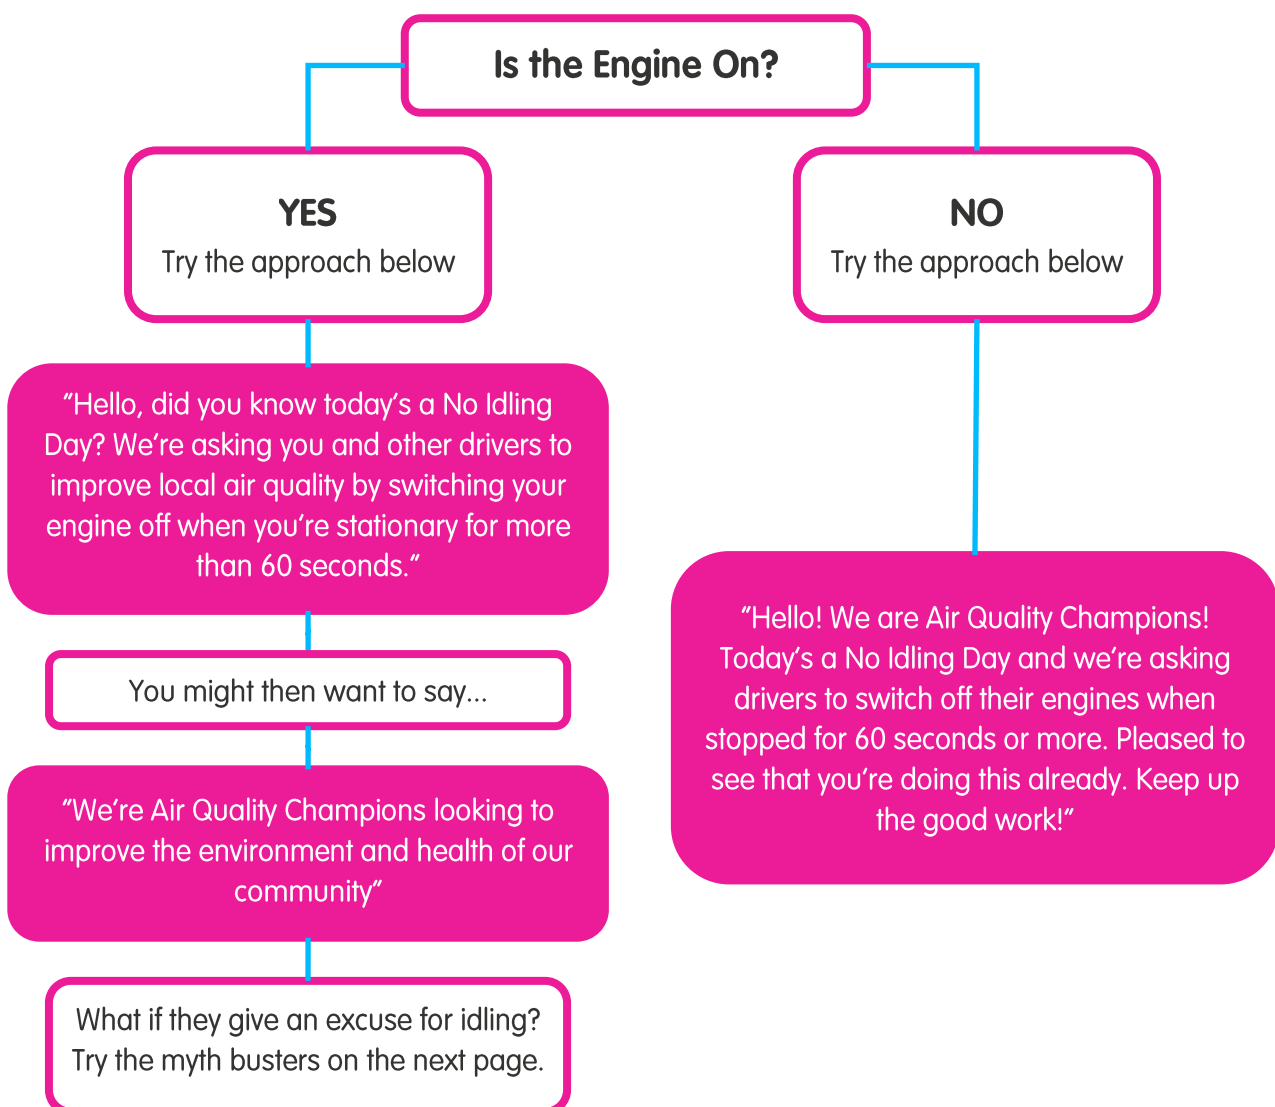 Is the Engine On?
YES
Try the approach below
NO
Try the approach below
“Hello, did you know today’s a No Idling
Day? We’re asking you and other drivers to
improve local air quality by switching your
engine off when you’re stationary for more
than 60 seconds.“
You might then want to say...
“We’re Air Quality Champions looking to
improve the environment and health of our
community”
What if they give an excuse for idling?
Try the myth busters on the next page.
“Hello! We are Air Quality Champions!
Today’s a No Idling Day and we’re asking
drivers to switch off their engines when
stopped for 60 seconds or more. Pleased to
see that you’re doing this already. Keep up
the good work!”